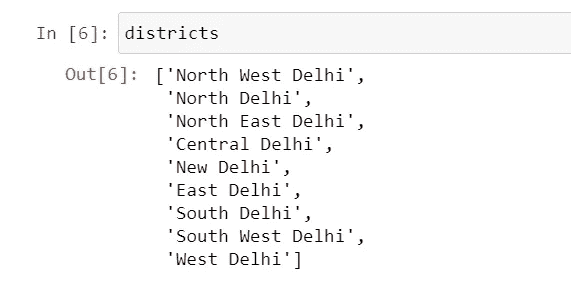 In [6]: districts
Out[6]: ['North West Delhi',
'North Delhi',
'North East Delhi',
'Central Delhi',
'New Delhi',
'East Delhi',
'South Delhi',
'South West Delhi',
'West Delhi']